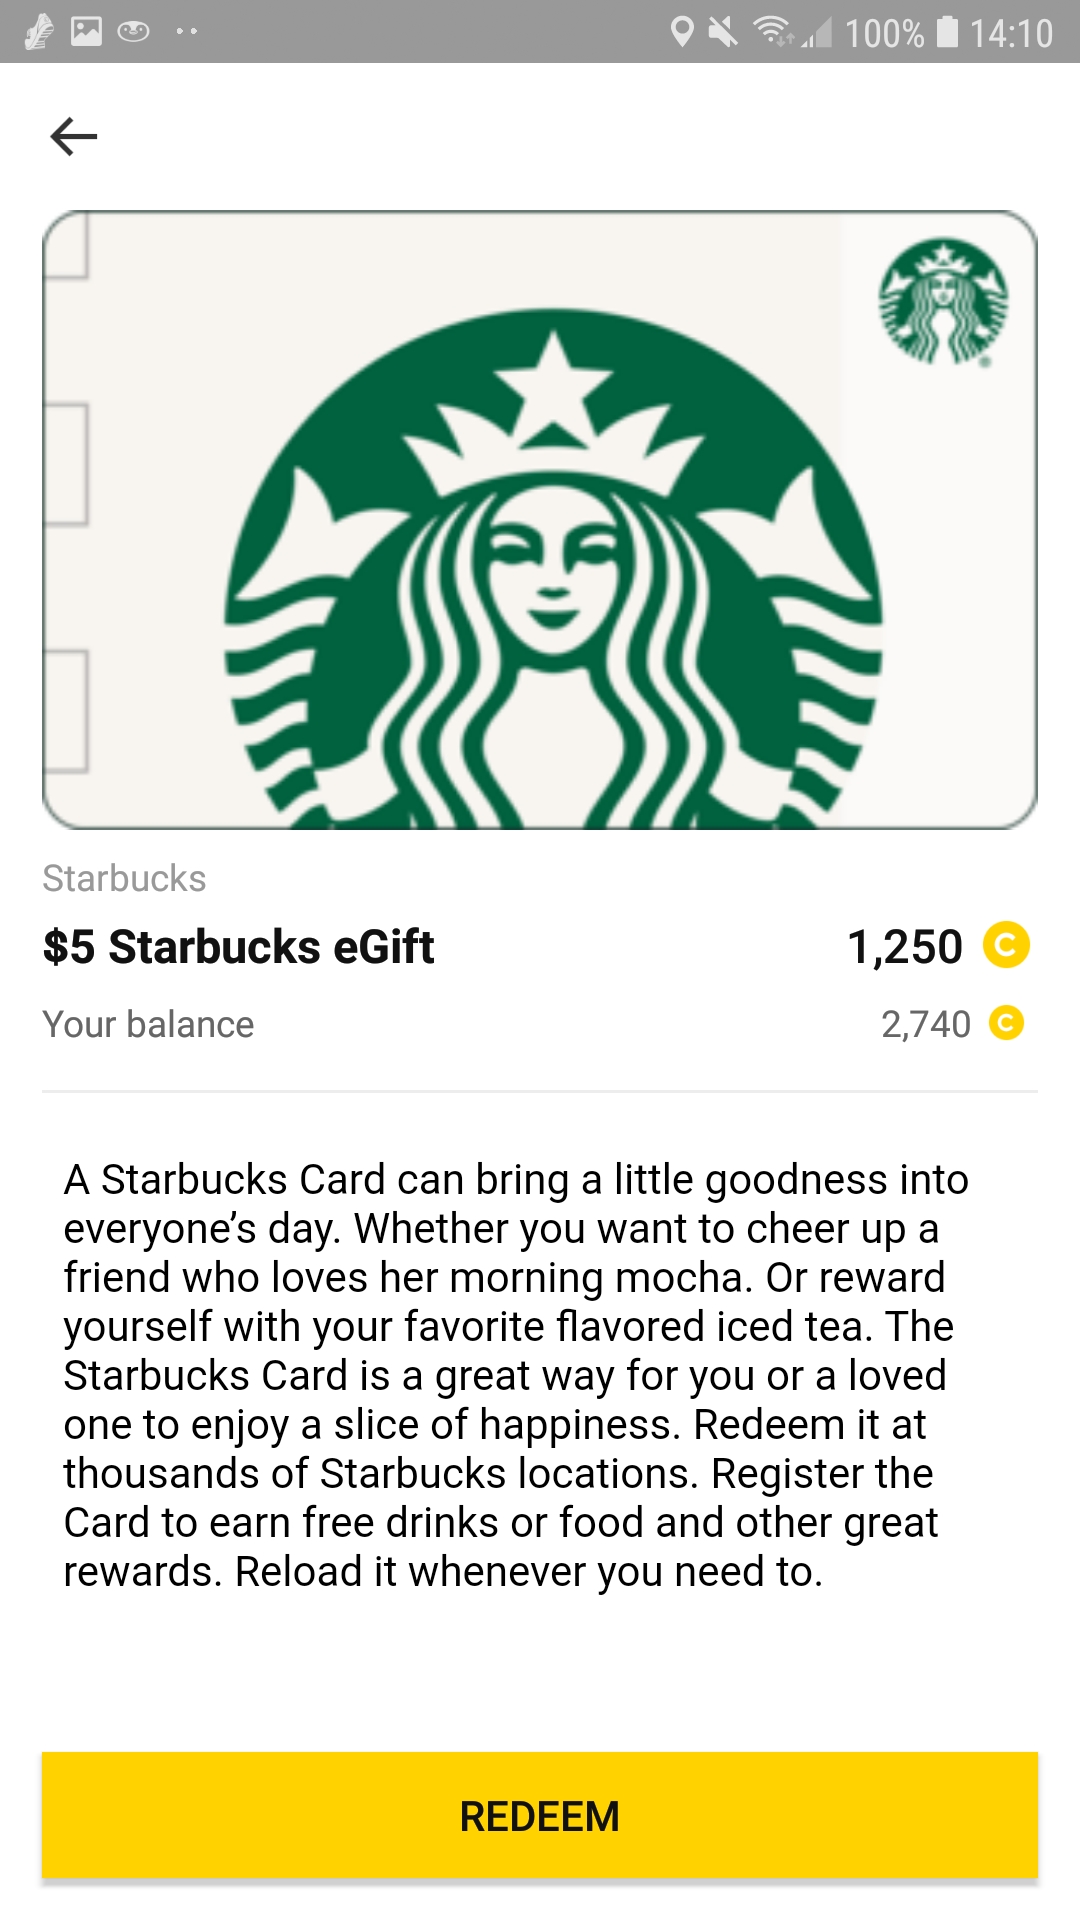 100% 14:10
Starbucks
$5 Starbucks eGift 1,250 C
Your balance 2,740 C
A Starbucks Card can bring a little goodness into
everyone’s day. Whether you want to cheer up a
friend who loves her morning mocha. Or reward
yourself with your favorite flavored iced tea. The
Starbucks Card is a great way for you or a loved
one to enjoy a slice of happiness. Redeem it at
thousands of Starbucks locations. Register the
Card to earn free drinks or food and other great
rewards. Reload it whenever you need to.
REDEEM